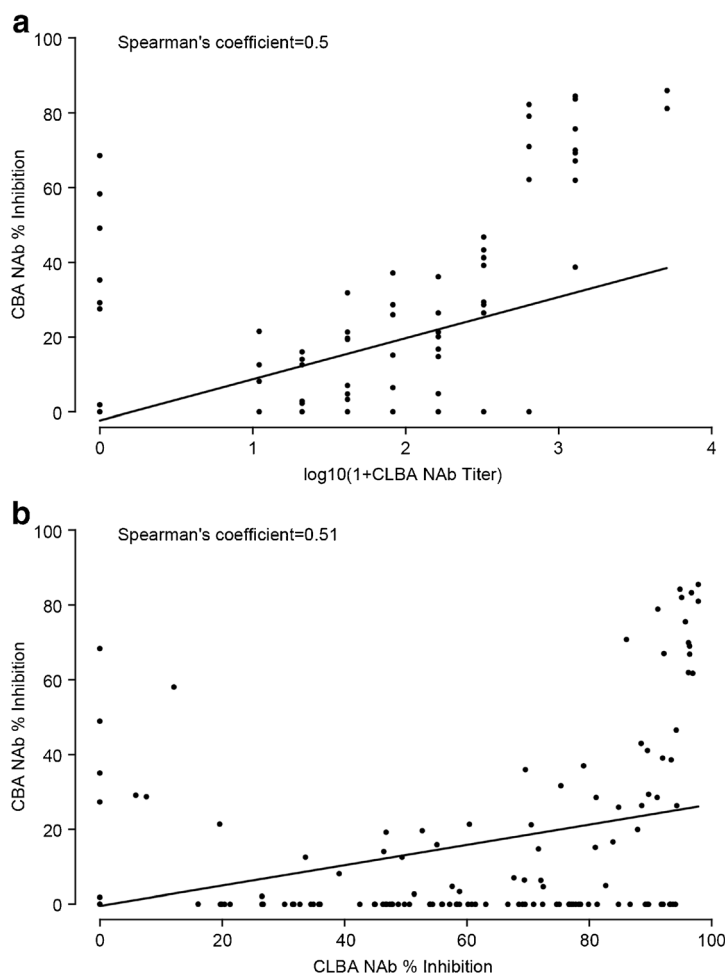 a
Spearman's coefficient=0.5
100
80
60
40
20
0
CBA NAb % Inhibition
0 1 2 3 4
log10(1+CLBA NAb Titer)
b
Spearman's coefficient=0.51
100
80
60
40
20
0
CBA NAb % Inhibition
0 20 40 60 80 100
CLBA NAb % Inhibition